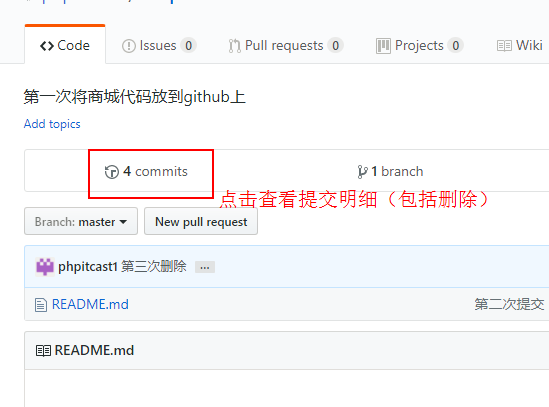 Code Issues 0 Pull requests 0 Projects 0 Wiki
第一次将商城代码放到github上
Add topics
4 commits 1 branch
点击查看提交明细（包括删除）
Branch: master New pull request
phpitcast1 第三次删除 ...
README.md 第二次提交
README.md